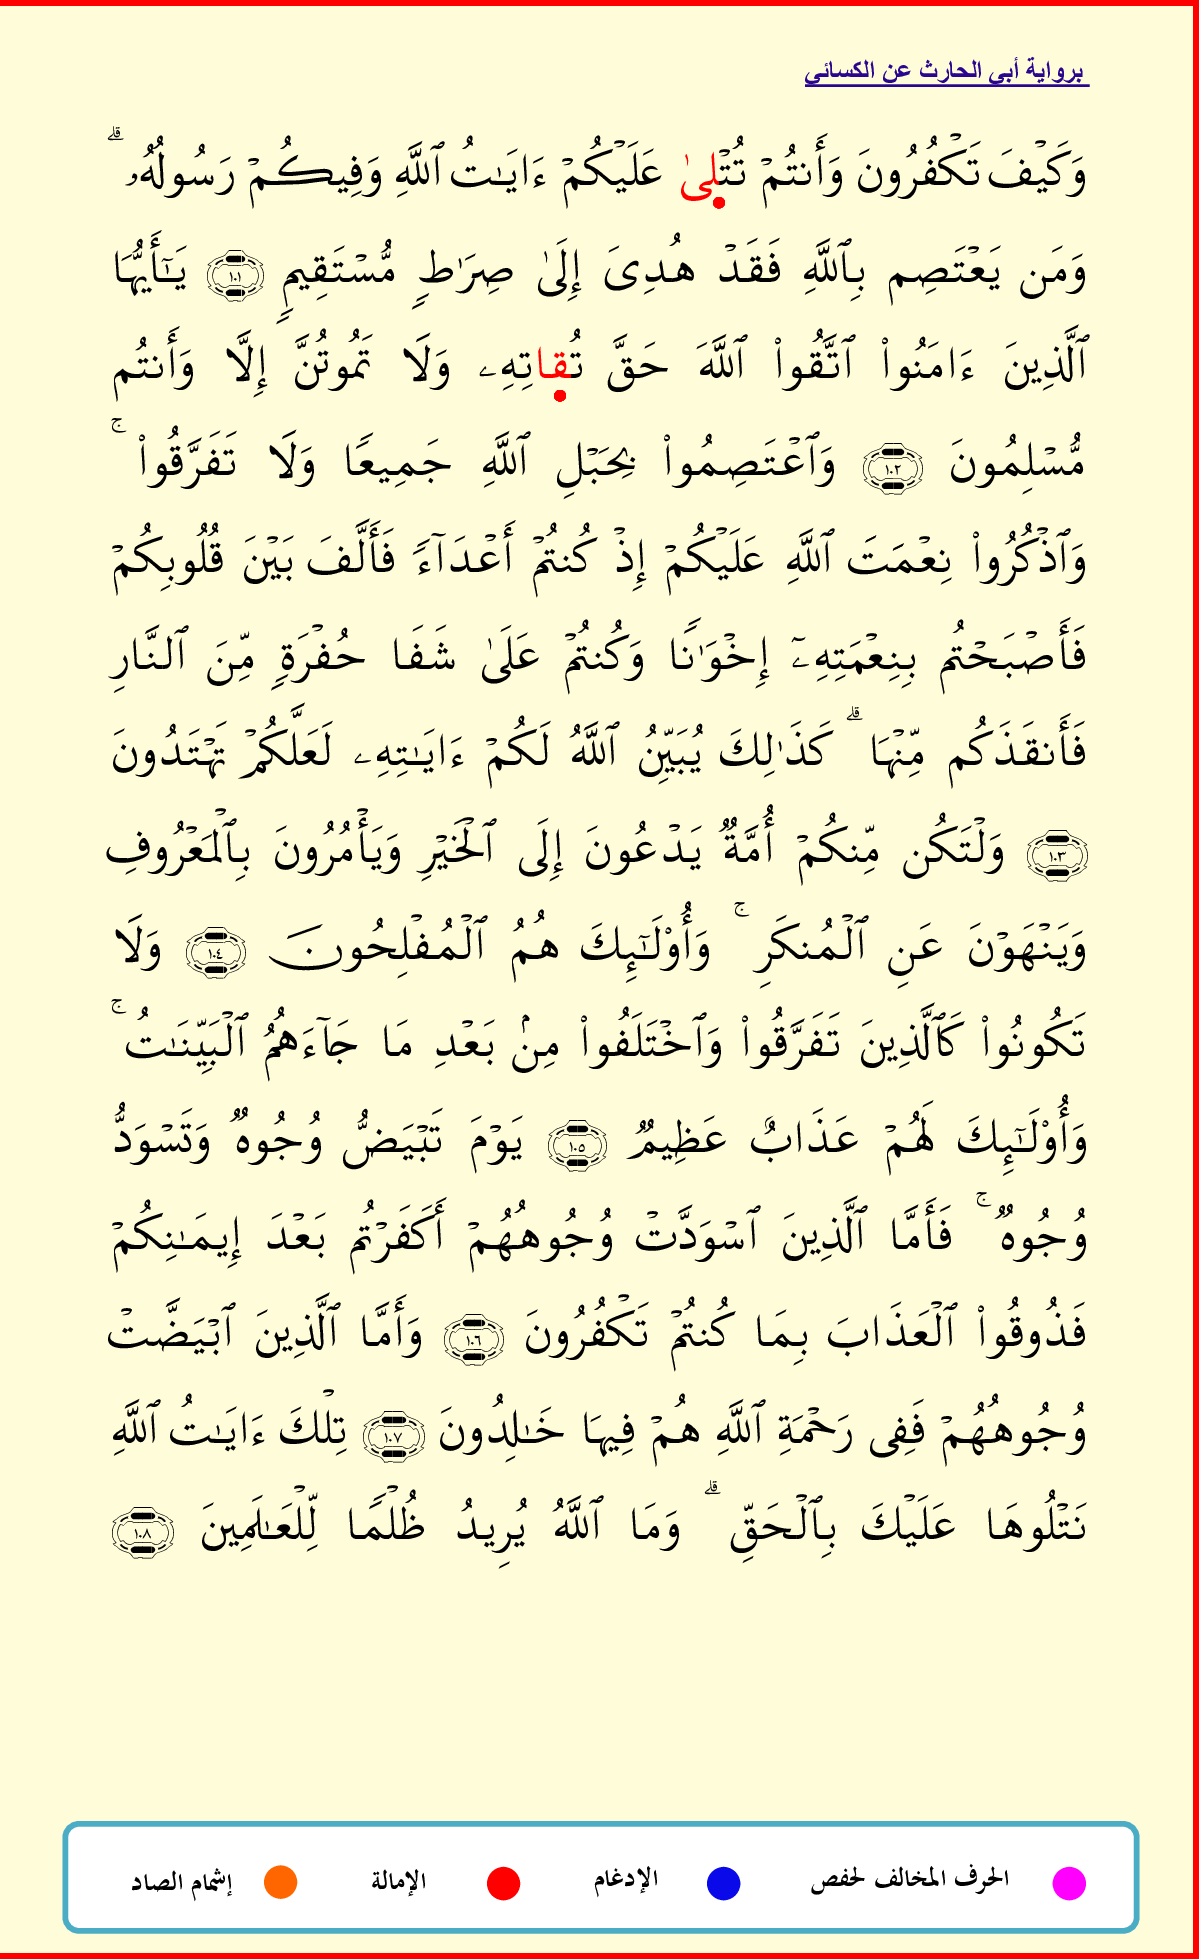 برواية أبي الحارث عن الكسائي
وَكَيْفَ تَكْفُرُونَ وَأَنتُمْ تُتْلِىٰ عَلَيْكُمْ ءَايَـٰتُ ٱللَّهِ وَفِيكُمْ رَسُولُهُۥ ۗ
وَمَن يَعْتَصِم بِٱللَّهِ فَقَدْ هُدِىَ إِلَىٰ صِرَٰطٍ مُّسْتَقِيمٍ ١٠١ يَـٰٓأَيُّهَا
ٱلَّذِينَ ءَامَنُوا۟ ٱتَّقُوا۟ ٱللَّهَ حَقَّ تُقاتِهِۦ وَلَا تَمُوتُنَّ إِلَّا وَأَنتُم
مُّسْلِمُونَ ١٠٢ وَٱعْتَصِمُوا۟ بِحَبْلِ ٱللَّهِ جَمِيعًا وَلَا تَفَرَّقُوا۟ ۚ
وَٱذْكُرُوا۟ نِعْمَتَ ٱللَّهِ عَلَيْكُمْ إِذْ كُنتُمْ أَعْدَآءً فَأَلَّفَ بَيْنَ قُلُوبِكُمْ
فَأَصْبَحْتُم بِنِعْمَتِهِۦٓ إِخْوَٰنًا وَكُنتُمْ عَلَىٰ شَفَا حُفْرَةٍ مِّنَ ٱلنَّارِ
فَأَنقَذَكُم مِّنْهَا ۗ كَذَٰلِكَ يُبَيِّنُ ٱللَّهُ لَكُمْ ءَايَـٰتِهِۦ لَعَلَّكُمْ تَهْتَدُونَ
١٠٣ وَلْتَكُن مِّنكُمْ أُمَّةٌ يَدْعُونَ إِلَى ٱلْخَيْرِ وَيَأْمُرُونَ بِٱلْمَعْرُوفِ
وَيَنْهَوْنَ عَنِ ٱلْمُنكَرِ ۚ وَأُو۟لَـٰٓئِكَ هُمُ ٱلْمُفْلِحُونَ ١٠٤ وَلَا
تَكُونُوا۟ كَٱلَّذِينَ تَفَرَّقُوا۟ وَٱخْتَلَفُوا۟ مِنۢ بَعْدِ مَا جَآءَهُمُ ٱلْبَيِّنَـٰتُ ۚ
وَأُو۟لَـٰٓئِكَ لَهُمْ عَذَابٌ عَظِيمٌ ١٠٥ يَوْمَ تَبْيَضُّ وُجُوهٌ وَتَسْوَدُّ
وُجُوهٌ ۚ فَأَمَّا ٱلَّذِينَ ٱسْوَدَّتْ وُجُوهُهُمْ أَكَفَرْتُم بَعْدَ إِيمَـٰنِكُمْ
فَذُوقُوا۟ ٱلْعَذَابَ بِمَا كُنتُمْ تَكْفُرُونَ ١٠٦ وَأَمَّا ٱلَّذِينَ ٱبْيَضَّتْ
وُجُوهُهُمْ فَفِى رَحْمَةِ ٱللَّهِ هُمْ فِيهَا خَـٰلِدُونَ ١٠٧ تِلْكَ ءَايَـٰتُ ٱللَّهِ
نَتْلُوهَا عَلَيْكَ بِٱلْحَقِّ ۗ وَمَا ٱللَّهُ يُرِيدُ ظُلْمًا لِّلْعَـٰلَمِينَ ١٠٨
الحرف المخالف لحفص الإدغام الإمالة إشمام الصاد